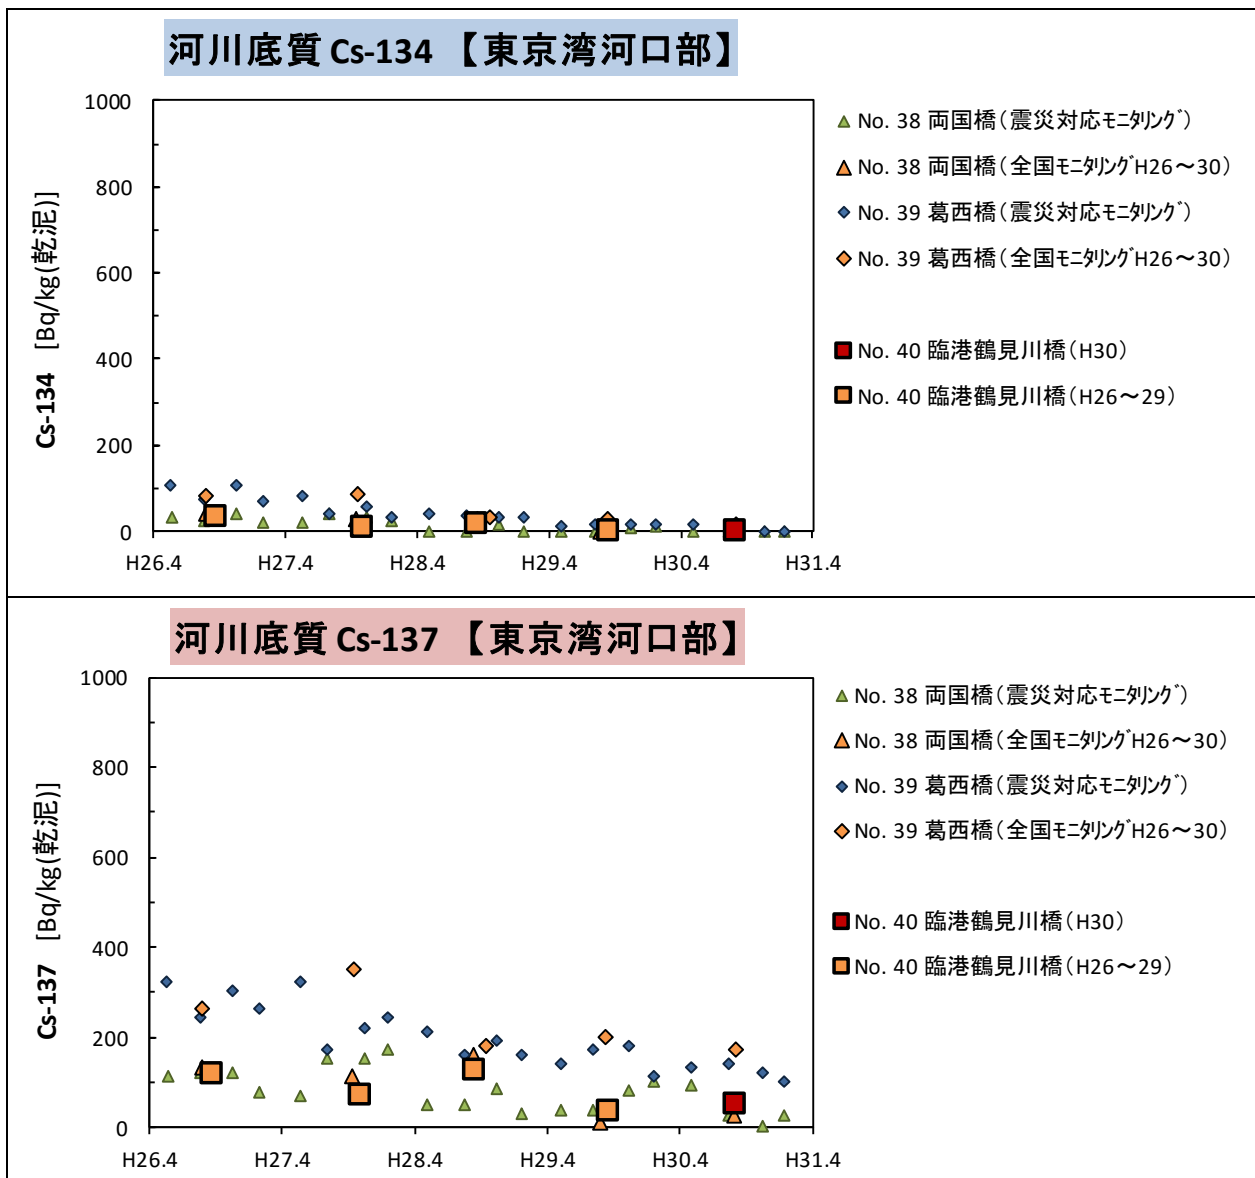 河川底質 Cs-134 【東京湾河口部】
1000
800
600
400
200
0
Cs-134 [Bq/kg(乾泥)]
H26.4 H27.4 H28.4 H29.4 H30.4 H31.4
No. 38 両国橋(震災対応ﾓﾆﾀﾘﾝｸﾞ)
No. 38 両国橋(全国ﾓﾆﾀﾘﾝｸﾞH26～30)
No. 39 葛西橋(震災対応ﾓﾆﾀﾘﾝｸﾞ)
No. 39 葛西橋(全国ﾓﾆﾀﾘﾝｸﾞH26～30)
No. 40 臨港鶴見川橋(H30)
No. 40 臨港鶴見川橋(H26～29)
河川底質 Cs-137 【東京湾河口部】
1000
800
600
400
200
0
Cs-137 [Bq/kg(乾泥)]
H26.4 H27.4 H28.4 H29.4 H30.4 H31.4
No. 38 両国橋(震災対応ﾓﾆﾀﾘﾝｸﾞ)
No. 38 両国橋(全国ﾓﾆﾀﾘﾝｸﾞH26～30)
No. 39 葛西橋(震災対応ﾓﾆﾀﾘﾝｸﾞ)
No. 39 葛西橋(全国ﾓﾆﾀﾘﾝｸﾞH26～30)
No. 40 臨港鶴見川橋(H30)
No. 40 臨港鶴見川橋(H26～29)